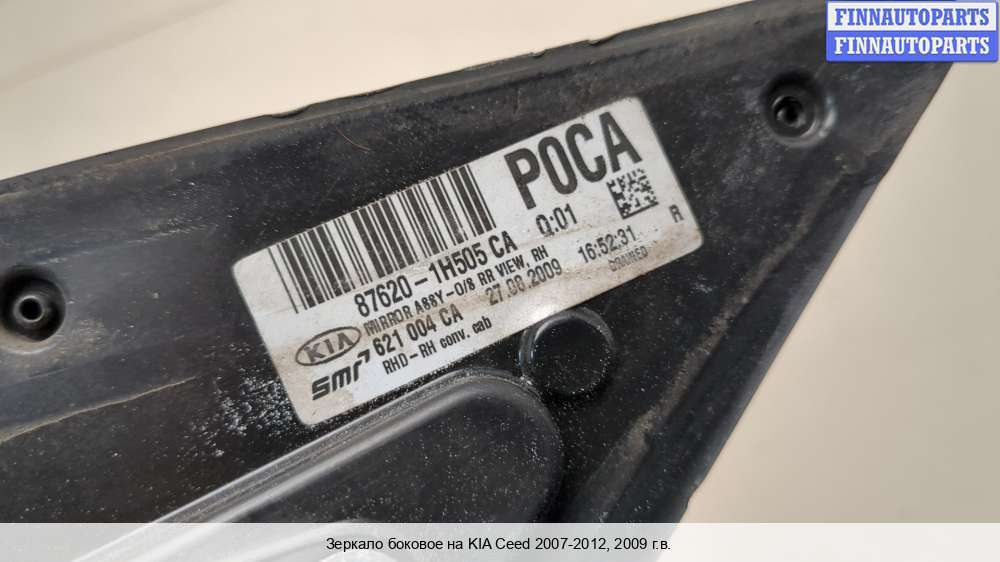 FINNAUTOPARTS
FINNAUTOPARTS
POCA
87620-1H505 CA Q:01
MIRROR ASSY-O/S RR VIEW, RH
KIA 621 004 CA 27.08.2009 16:52:31 R
smr RHD-RH conv. cab DRAINED
Зеркало боковое на KIA Ceed 2007-2012, 2009 г.в.